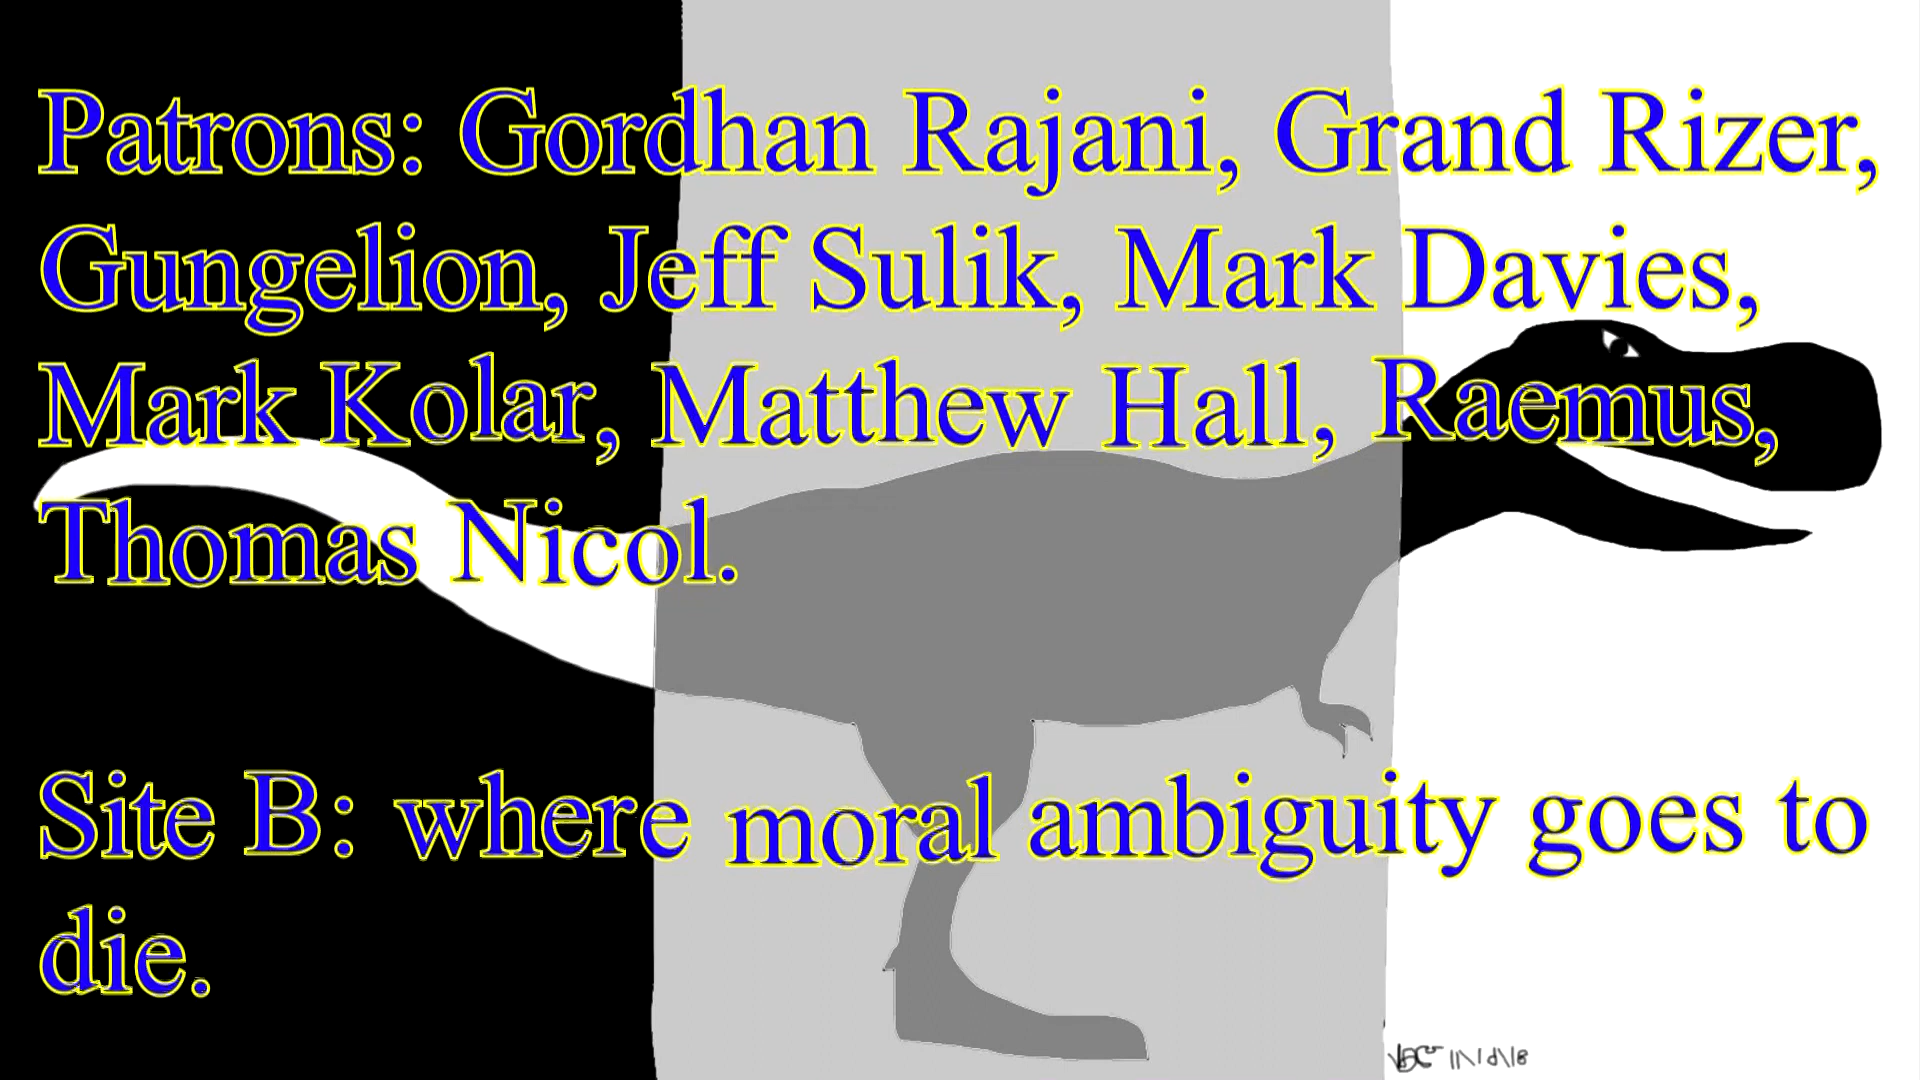 Patrons: Gordhan Rajani, Grand Rizer,
Gungelion, Jeff Sulik, Mark Davies,
Mark Kolar, Matthew Hall, Raemus,
Thomas Nicol.
Site B: where moral ambiguity goes to
die.